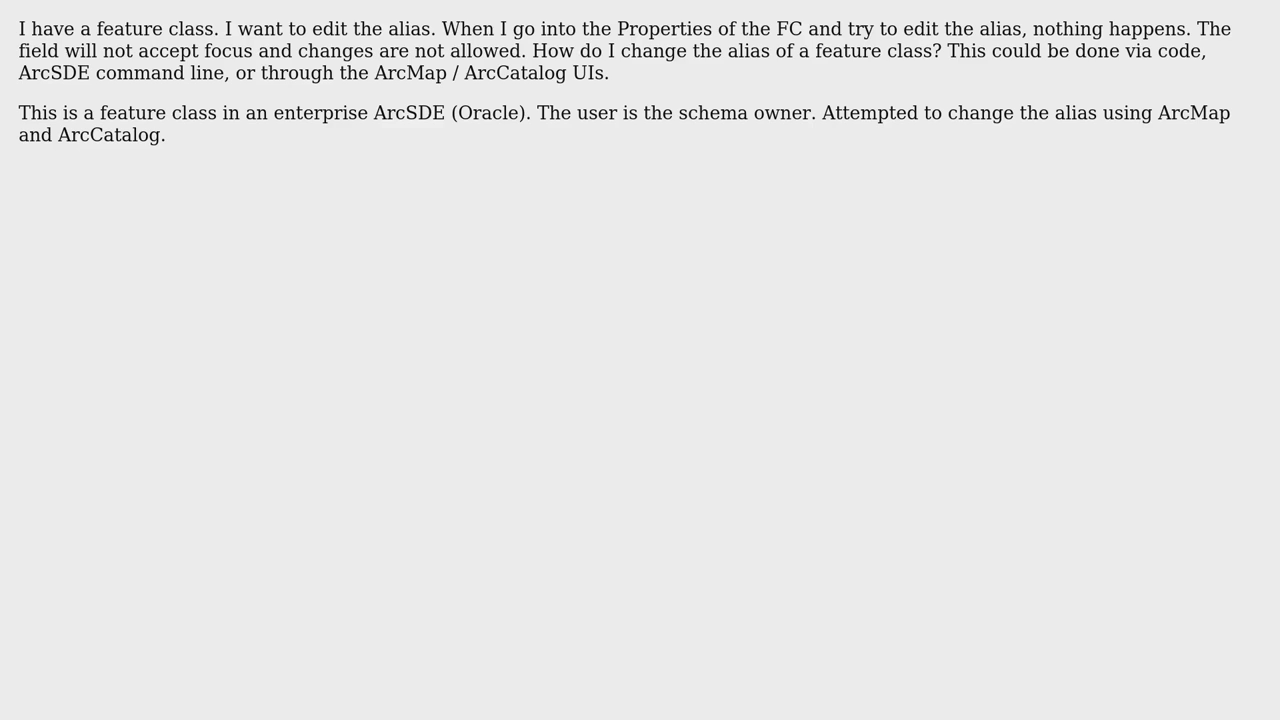 I have a feature class. I want to edit the alias. When I go into the Properties of the FC and try to edit the alias, nothing happens. The
field will not accept focus and changes are not allowed. How do I change the alias of a feature class? This could be done via code,
ArcSDE command line, or through the ArcMap / ArcCatalog UIs.
This is a feature class in an enterprise ArcSDE (Oracle). The user is the schema owner. Attempted to change the alias using ArcMap
and ArcCatalog.